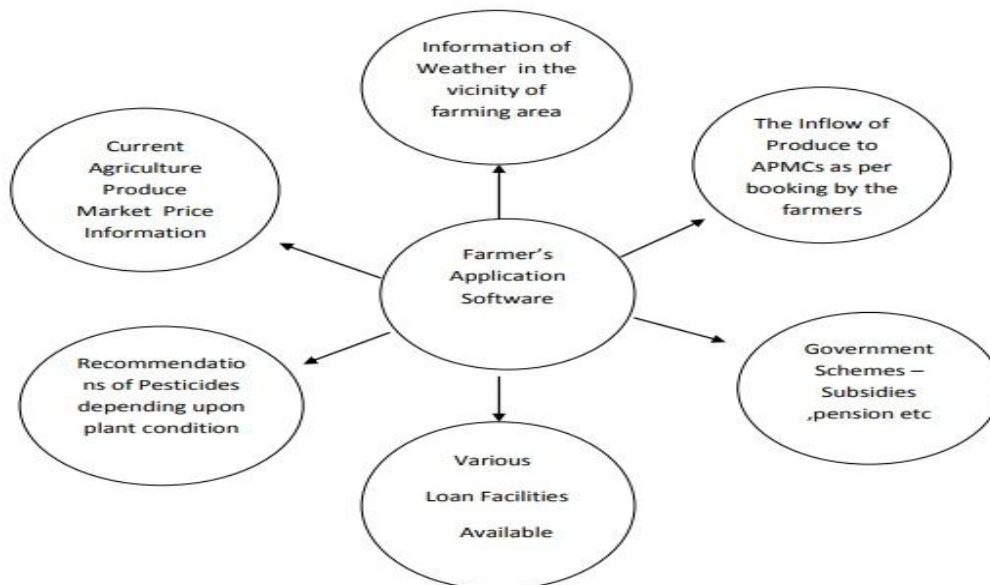 Information of
Weather in the
vicinity of
farming area
The Inflow of
Produce to
APMCs as per
booking by the
farmers
Current
Agriculture
Produce
Market Price
Information
Farmer’s
Application
Software
Recommendatio
ns of Pesticides
depending upon
plant condition
Government
Schemes –
Subsidies
,pension etc
Various
Loan Facilities
Available